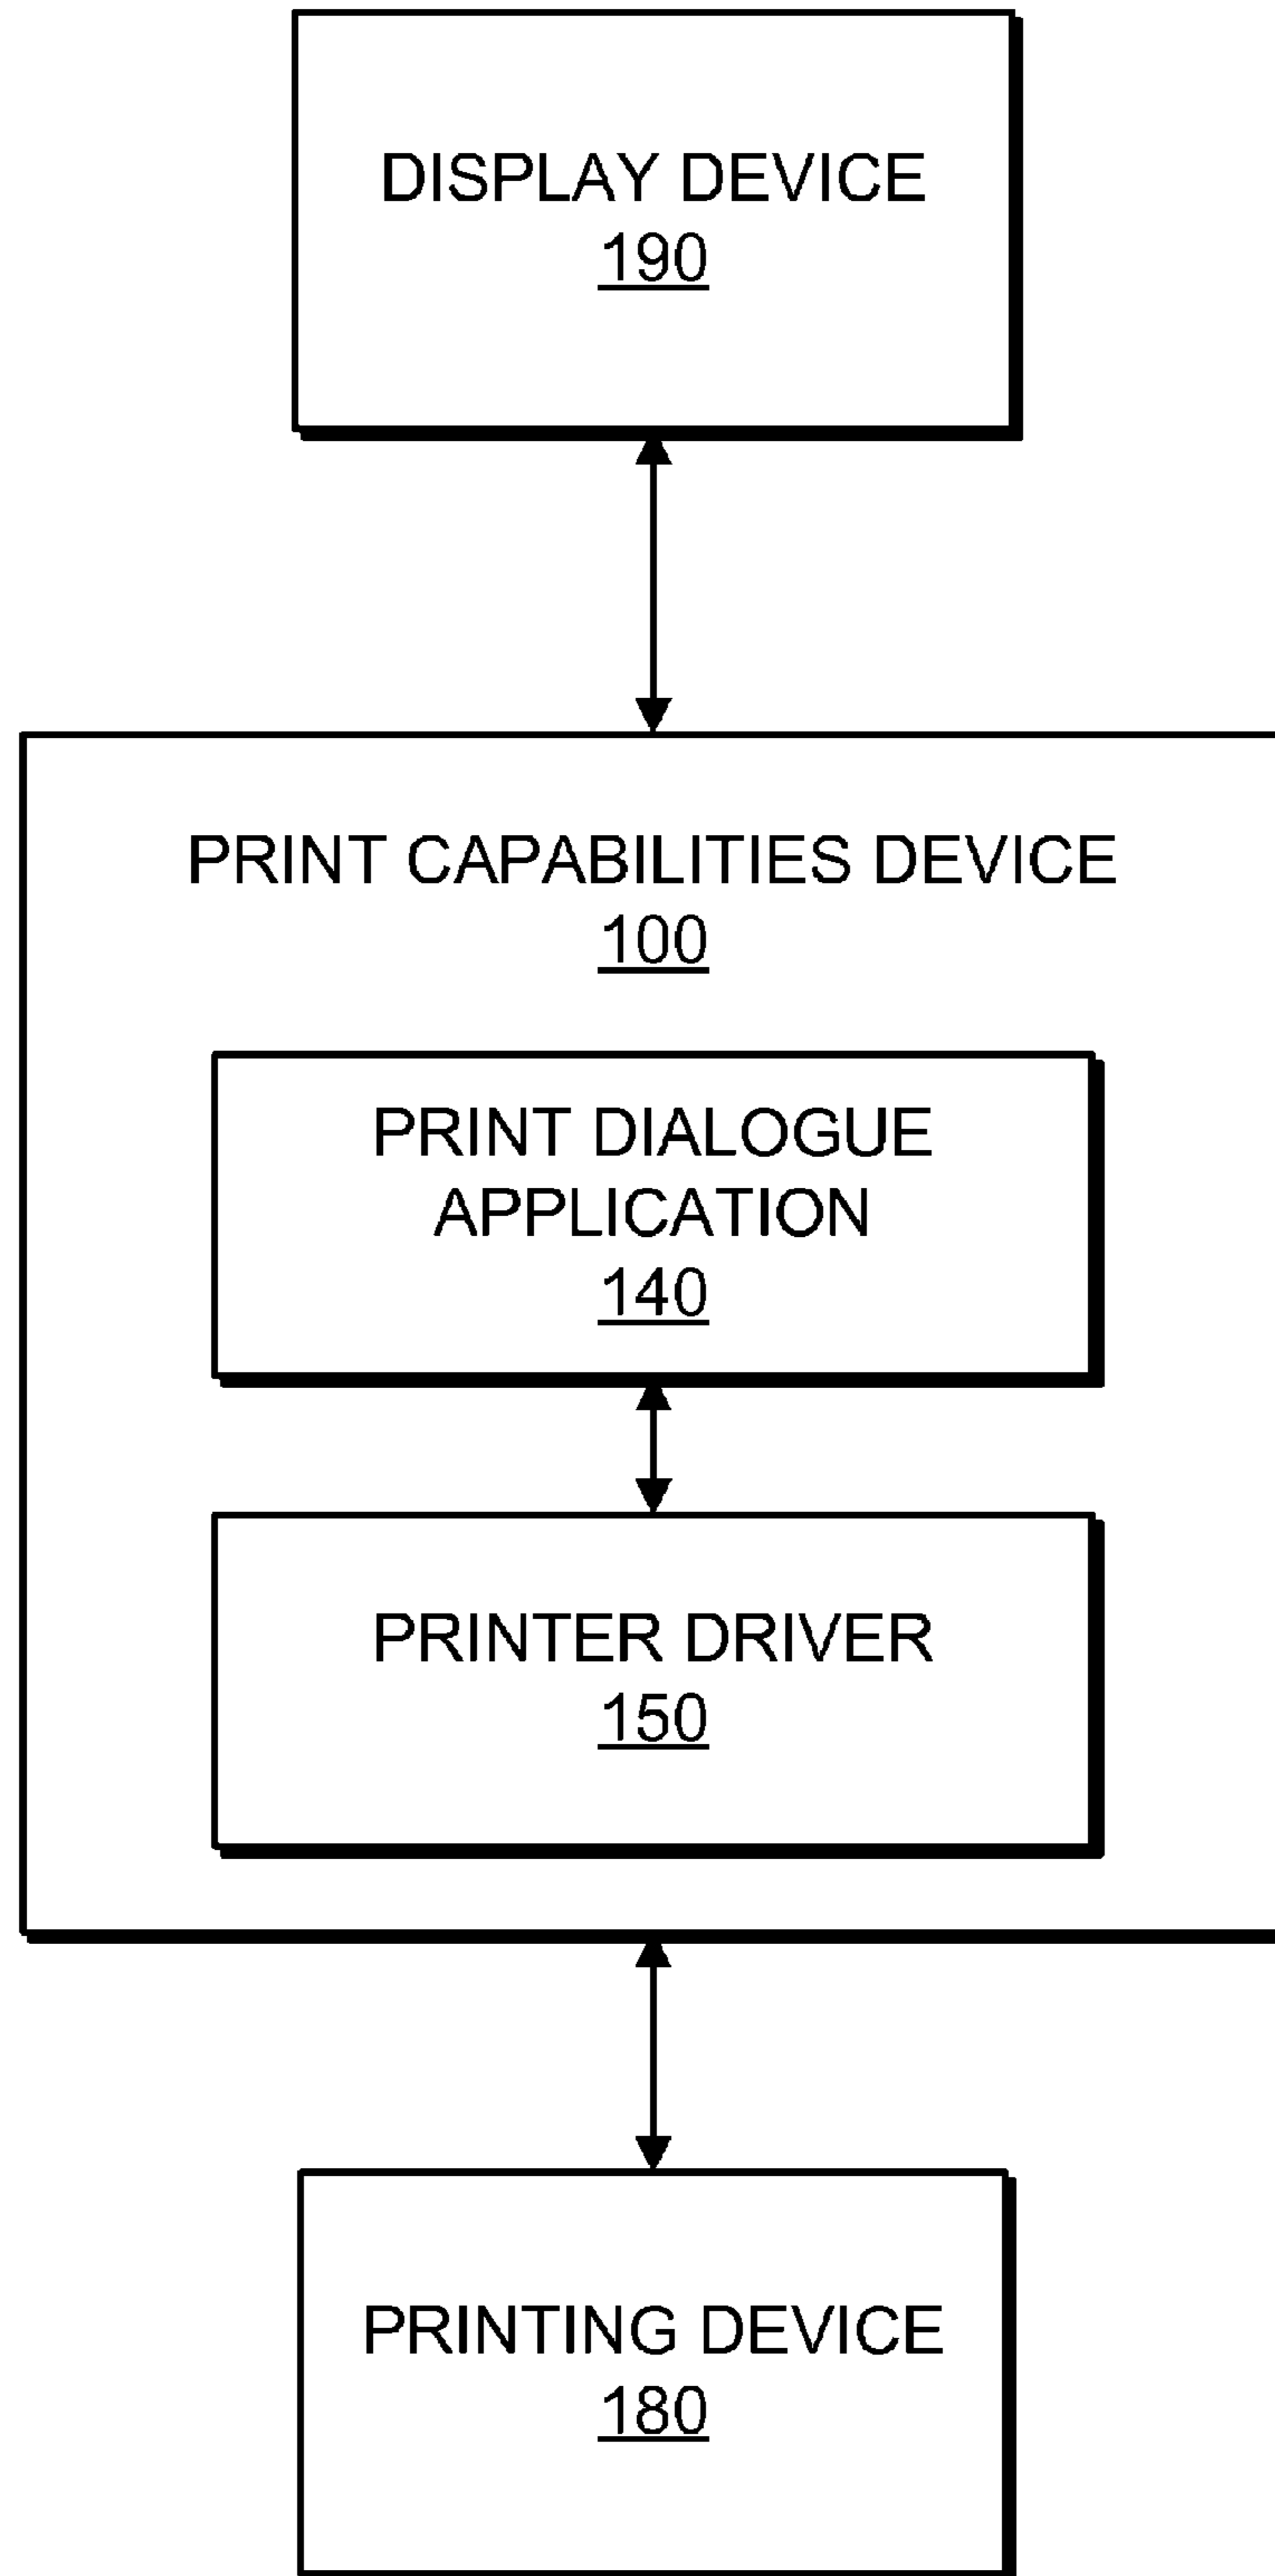 DISPLAY DEVICE
190
PRINT CAPABILITIES DEVICE
100
PRINT DIALOGUE
APPLICATION
140
PRINTER DRIVER
150
PRINTING DEVICE
180